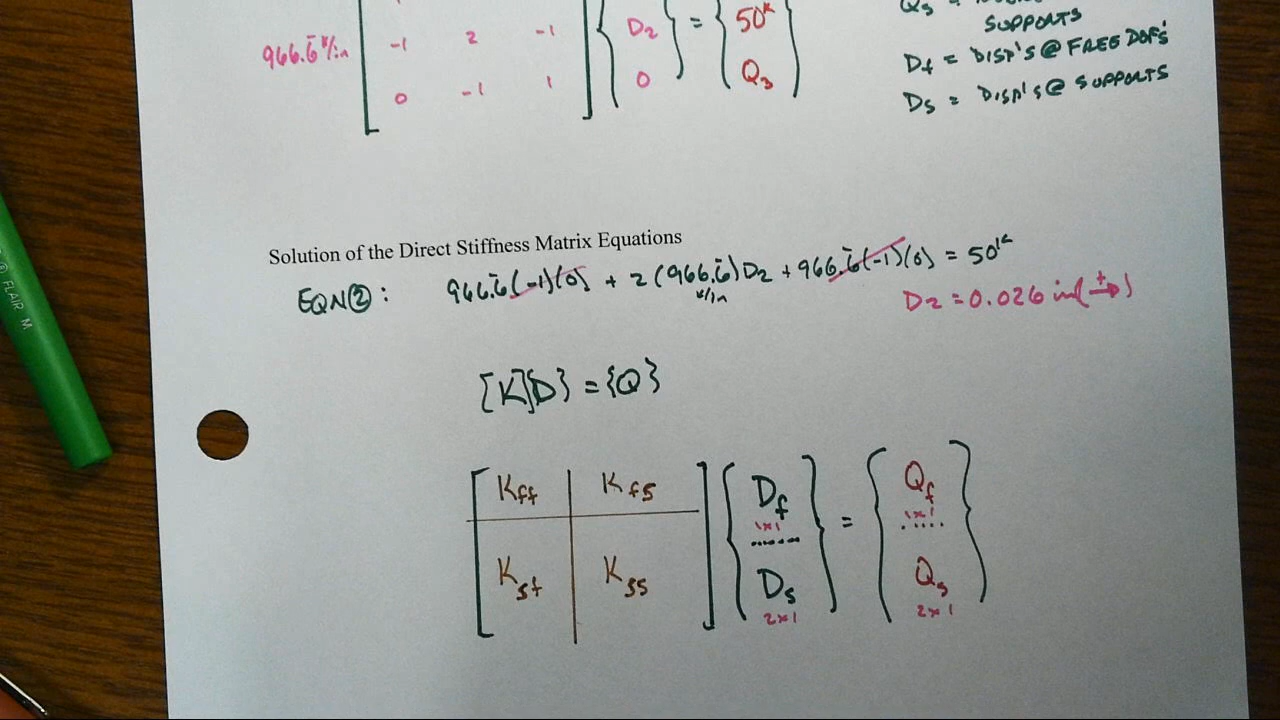 Q₃ =
SUPPORTS
966.6̅ ᵏ/in [ -1 2 -1 ] { D₂ } = { 50ᵏ }
0 -1 1 0 Q₃
Df = DISP'S @ FREE DOF'S
Ds = DISP'S @ SUPPORTS
Solution of the Direct Stiffness Matrix Equations
EQN②: 966.6̅(-1)(0) + 2(966.6̅)D₂ + 966.6̅(-1)(0) = 50ᵏ
ᵏ/in
D₂ = 0.026 in(+→)
[K]{D} = {Q}
Kff Kfs Df = Qf
1x1 1x1
Ksf Kss Ds Qs
2x1 2x1
® FLAIR M